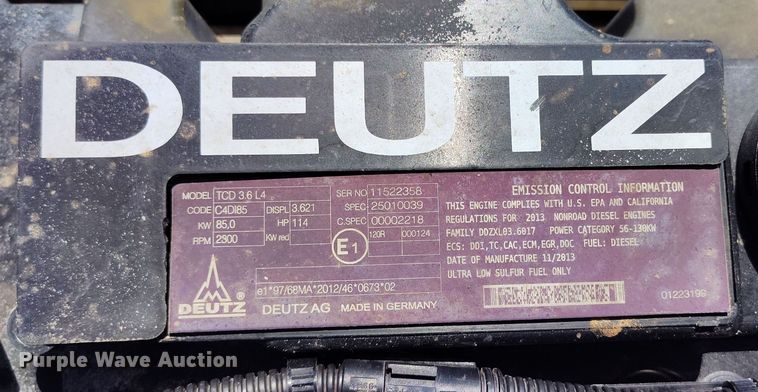 DEUTZ
MODEL TCD 3.6 L4
CODE C4DI85 DISPL 3.621
KW 85,0 HP 114
RPM 2300 KW red
SER NO 11522358
SPEC- 25010039
C.SPEC 00002218
E1 120R 000124
e1*97/68MA*2012/46*0673*02
DEUTZ® DEUTZ AG MADE IN GERMANY
EMISSION CONTROL INFORMATION
THIS ENGINE COMPLIES WITH U.S. EPA AND CALIFORNIA
REGULATIONS FOR 2013 NONROAD DIESEL ENGINES
FAMILY DDZXL03.6017 POWER CATEGORY 56-130KW
ECS: DDI,TC,CAC,ECM,EGR,DOC FUEL: DIESEL
DATE OF MANUFACTURE 11/2013
ULTRA LOW SULFUR FUEL ONLY
01223199
Purple Wave Auction